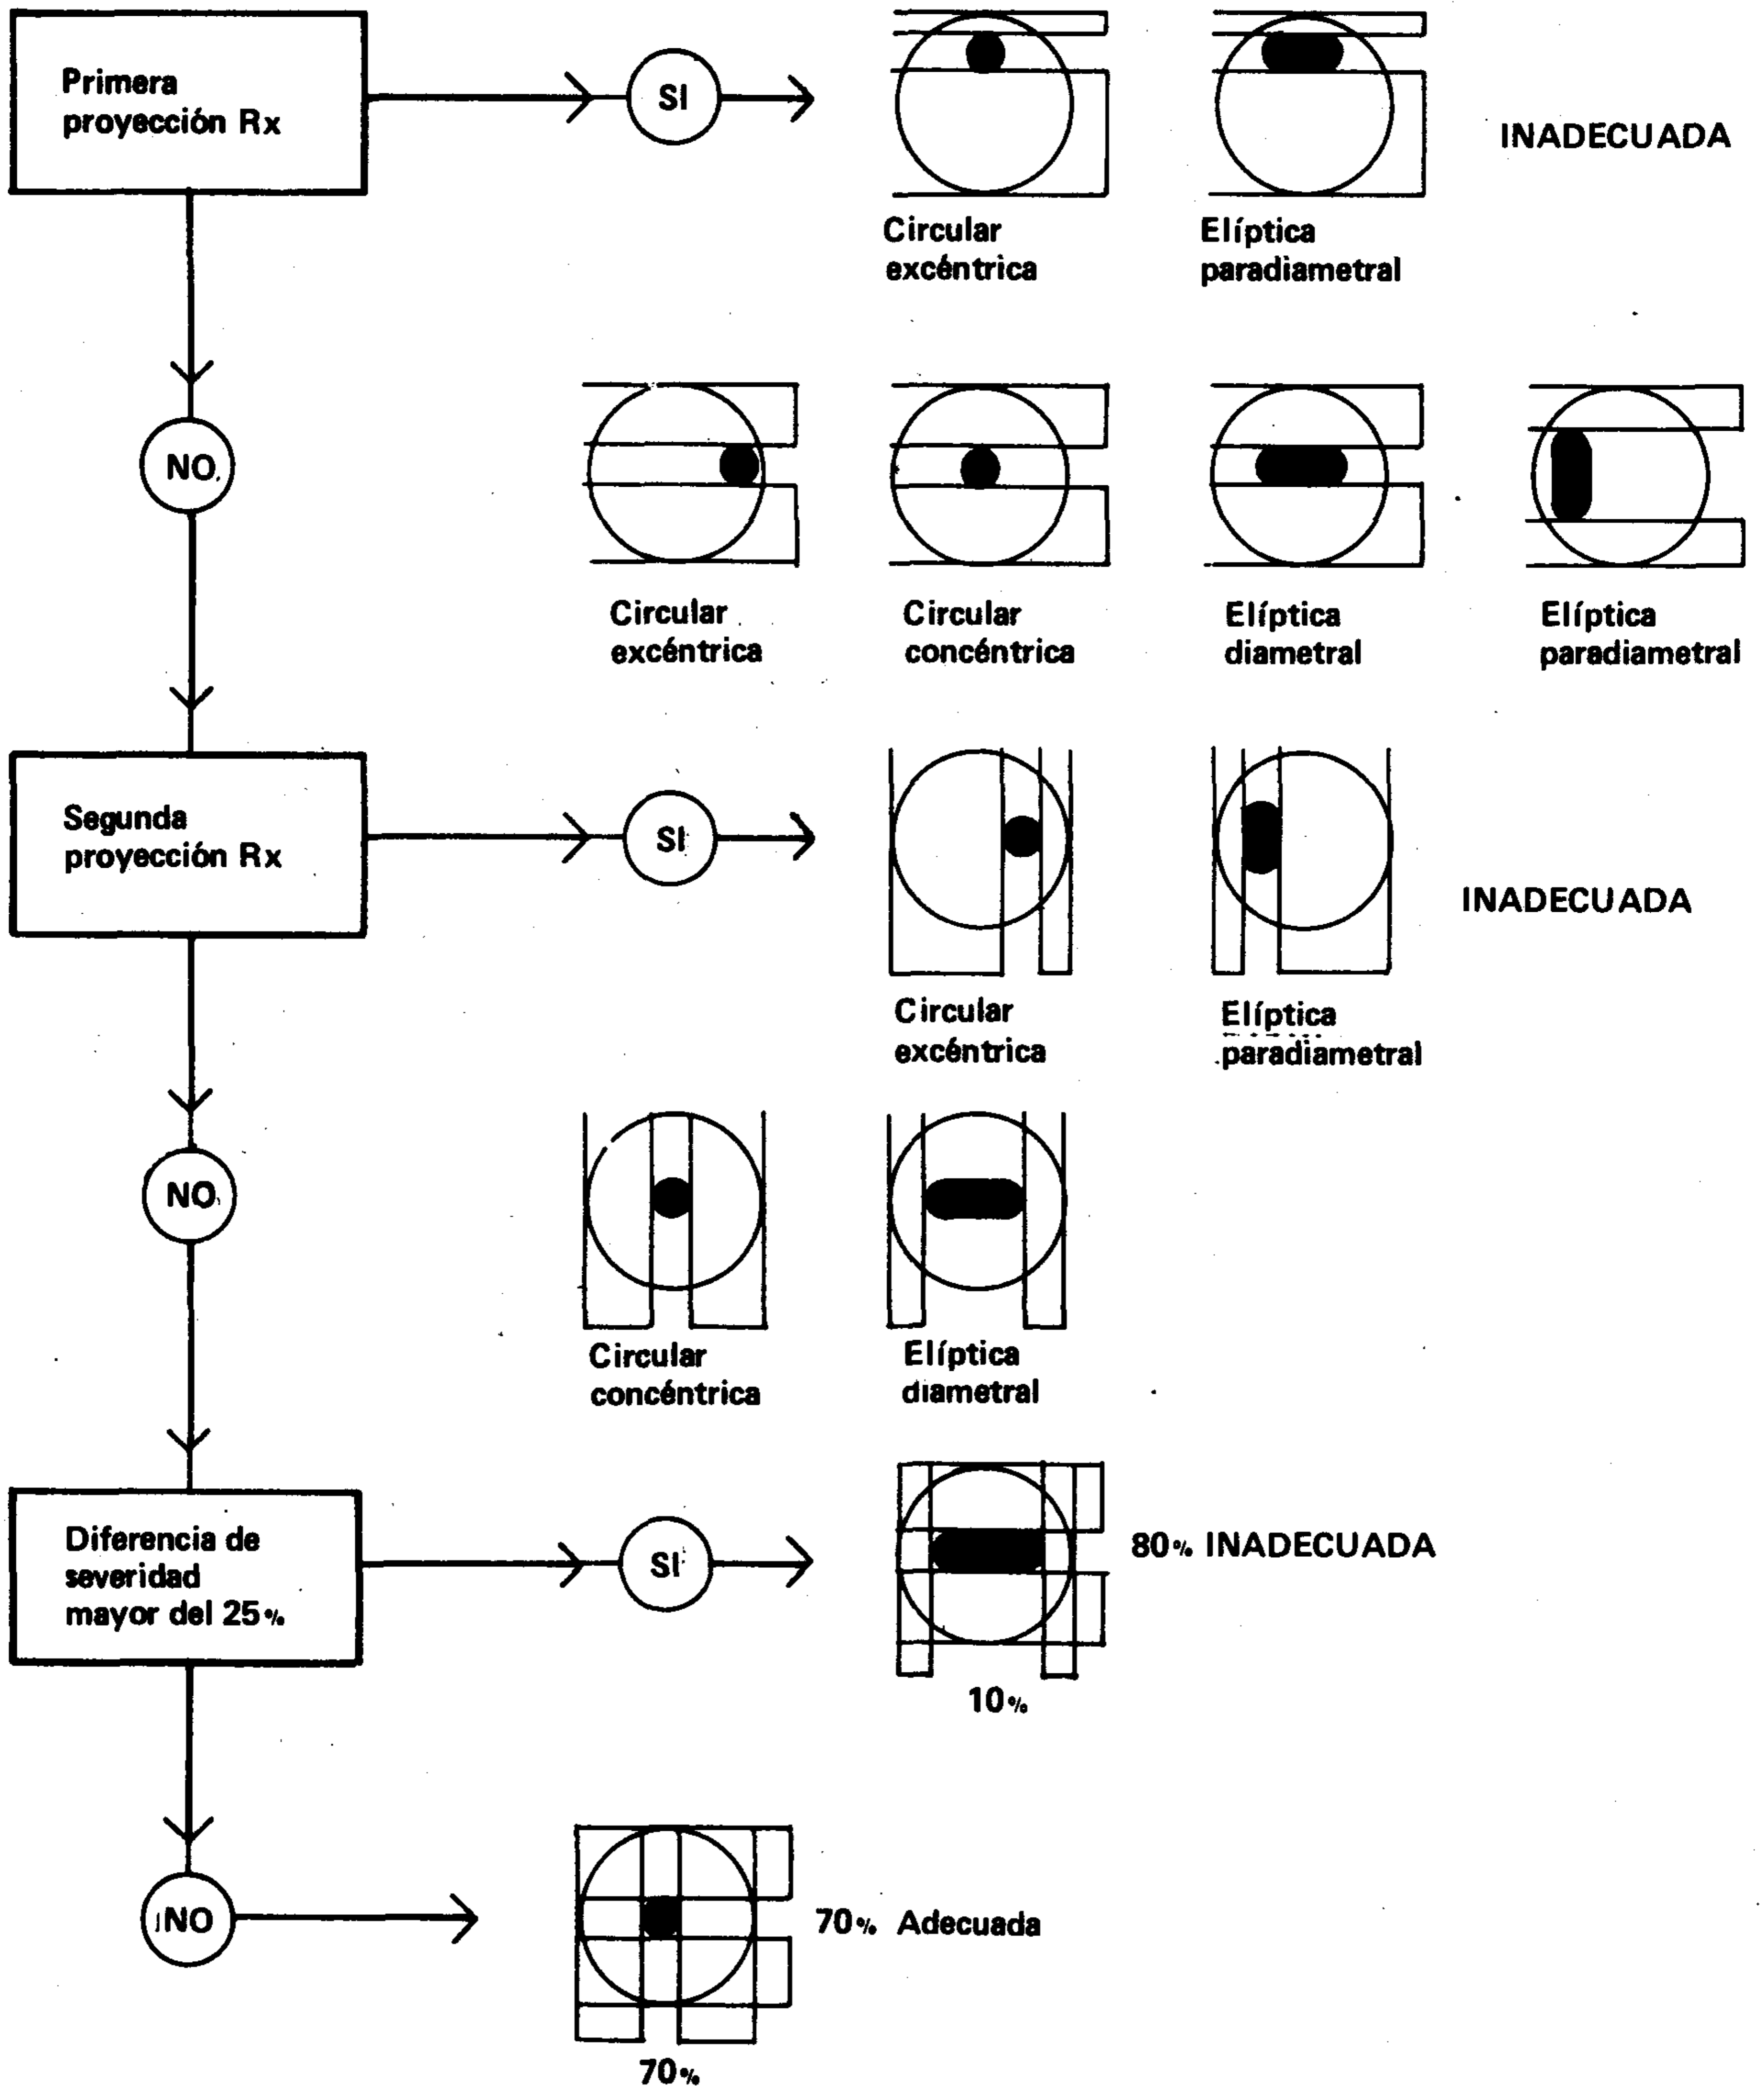 Primera
proyección Rx
SI
INADECUADA
Circular
excéntrica
Elíptica
paradiametral
NO
Circular
excéntrica
Circular
concéntrica
Elíptica
diametral
Elíptica
paradiametral
Segunda
proyección Rx
SI
INADECUADA
Circular
excéntrica
Elíptica
paradiametral
NO
Circular
concéntrica
Elíptica
diametral
Diferencia de
severidad
mayor del 25%
SI
80% INADECUADA
10%
NO
70% Adecuada
70%